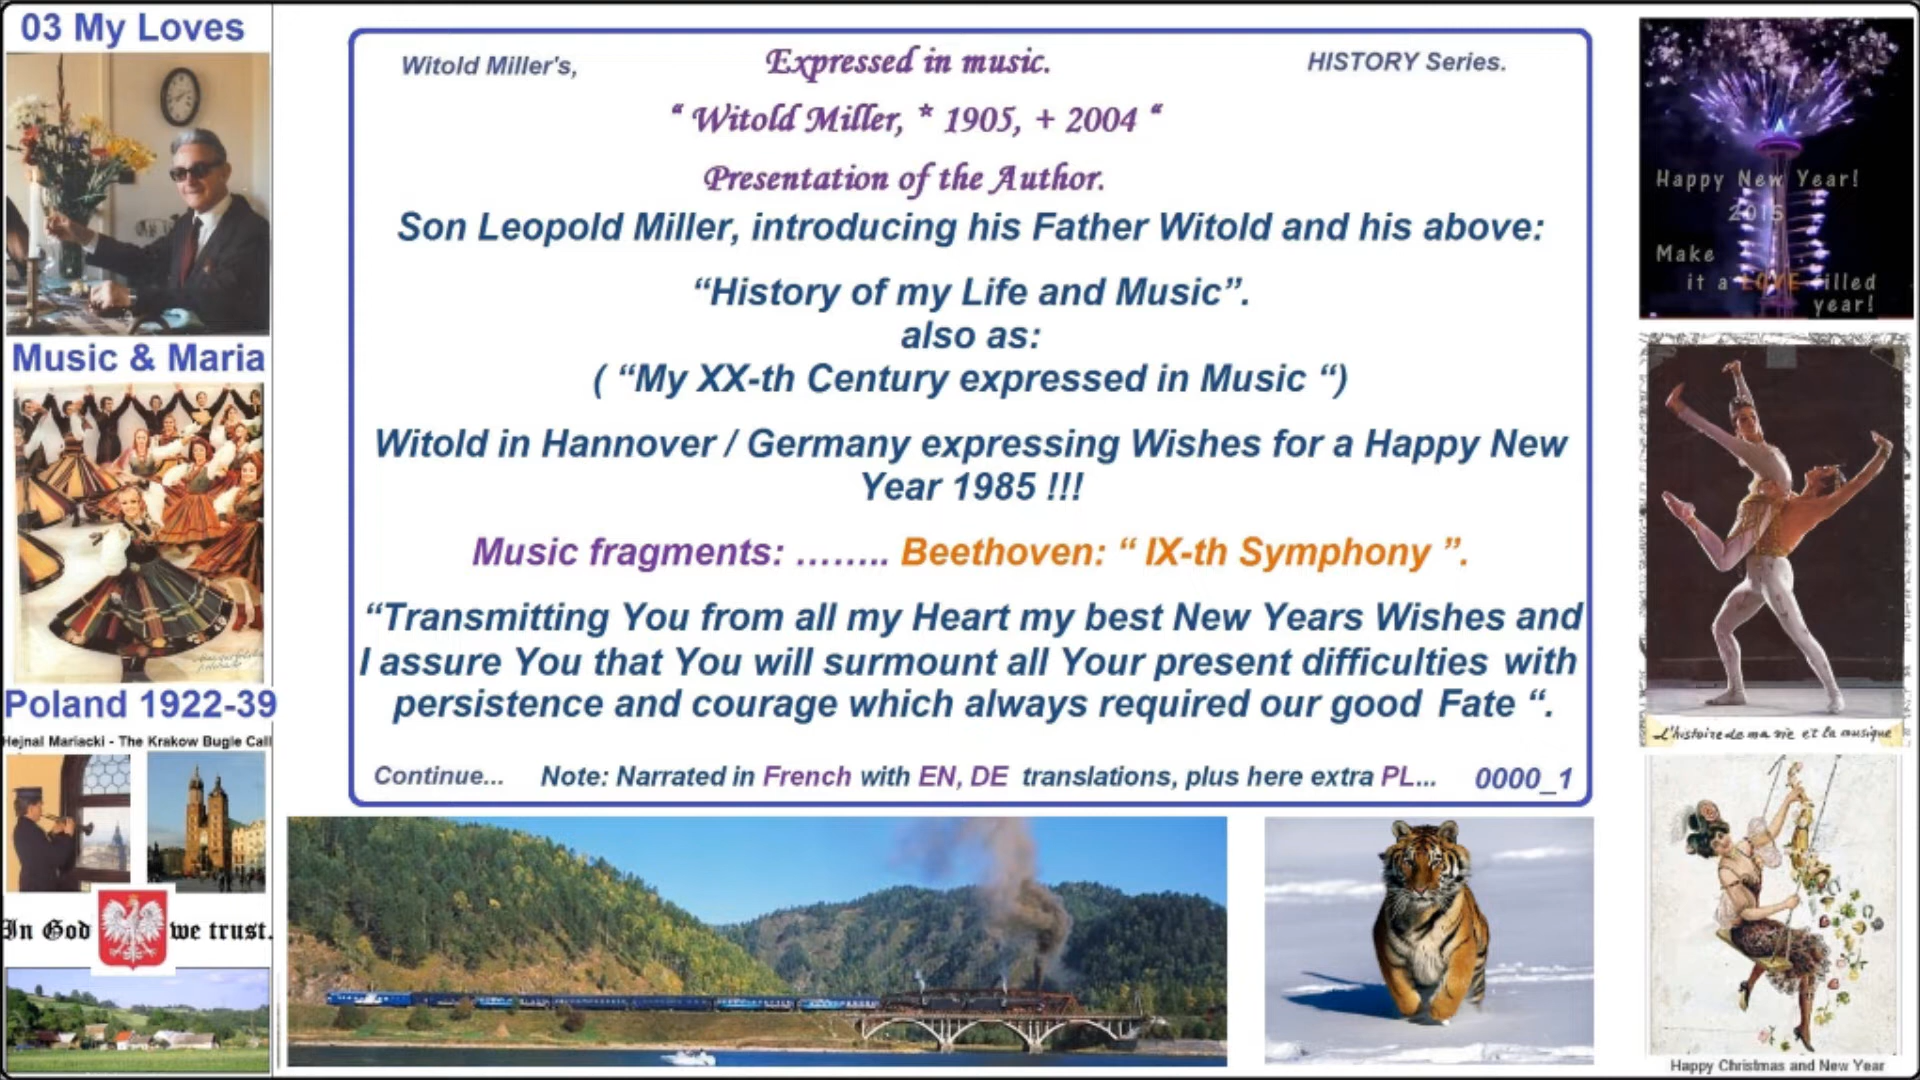 03 My Loves
Music & Maria
Poland 1922-39
Hejnal Mariacki - The Krakow Bugle Call
In God we trust.
Witold Miller's,
Expressed in music.
HISTORY Series.
“ Witold Miller, * 1905, + 2004 “
Presentation of the Author.
Son Leopold Miller, introducing his Father Witold and his above:
“History of my Life and Music”.
also as:
( “My XX-th Century expressed in Music “)
Witold in Hannover / Germany expressing Wishes for a Happy New
Year 1985 !!!
Music fragments: …….. Beethoven: “ IX-th Symphony ”.
“Transmitting You from all my Heart my best New Years Wishes and
I assure You that You will surmount all Your present difficulties with
persistence and courage which always required our good Fate “.
Continue... Note: Narrated in French with EN, DE translations, plus here extra PL... 0000_1
Happy New Year!
2015
Make
it a LOVE filled
year!
L'histoire de ma vie et la musique
Happy Christmas and New Year